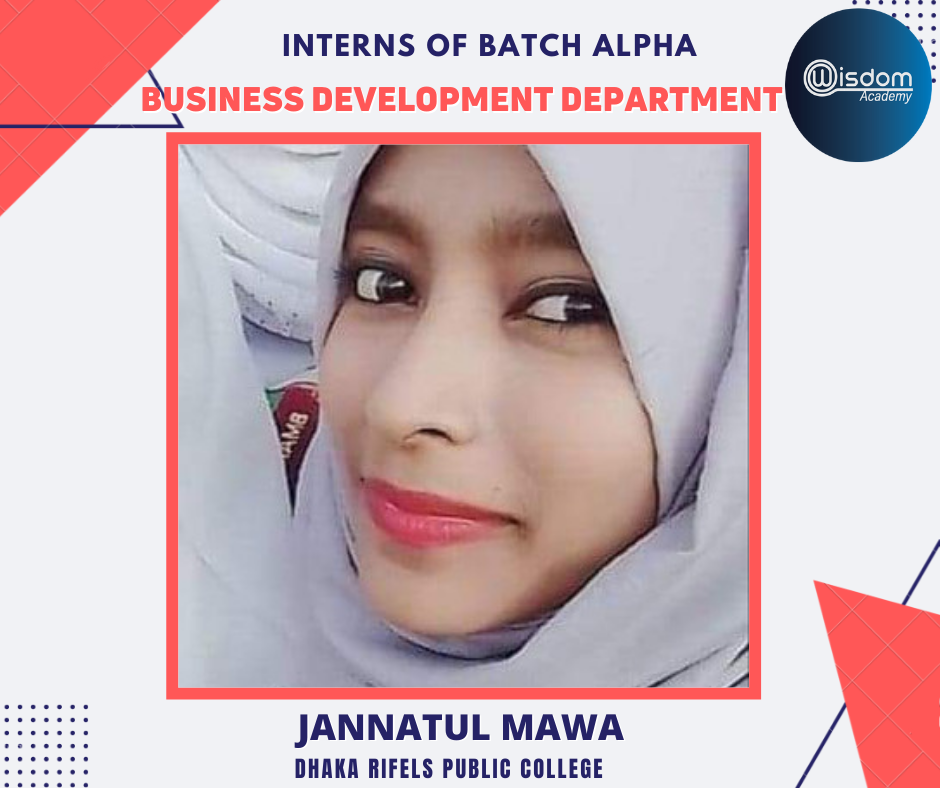 INTERNS OF BATCH ALPHA
BUSINESS DEVELOPMENT DEPARTMENT
Wisdom
Academy
JANNATUL MAWA
DHAKA RIFELS PUBLIC COLLEGE